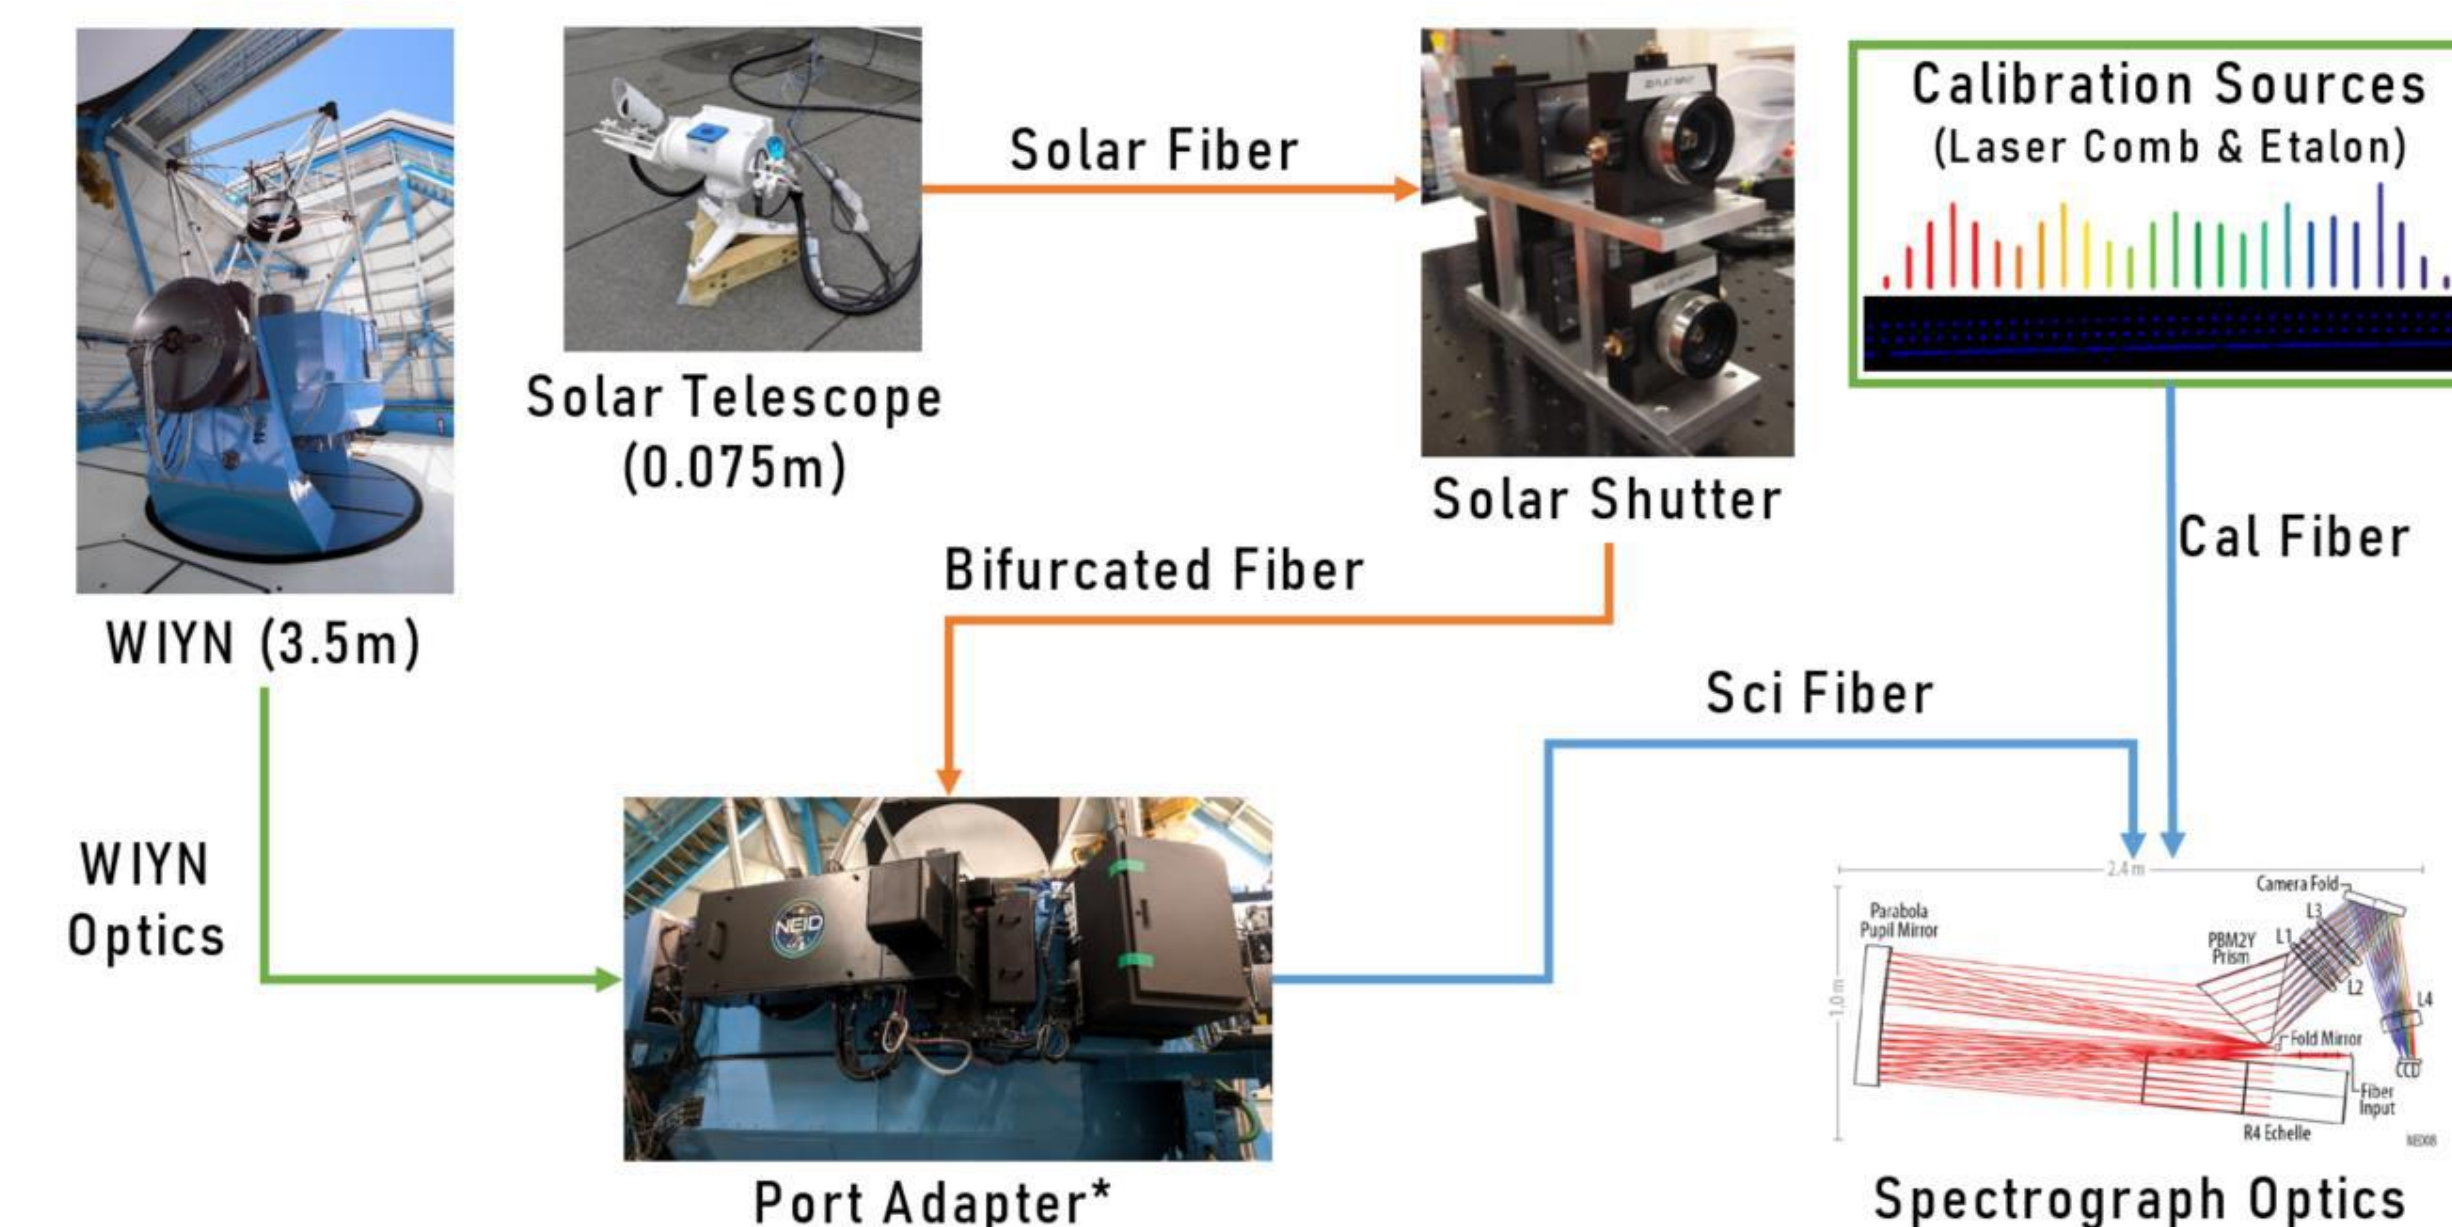 Calibration Sources
(Laser Comb & Etalon)
Solar Fiber
Solar Telescope
(0.075m)
Solar Shutter
Cal Fiber
Bifurcated Fiber
WIYN (3.5m)
Sci Fiber
WIYN
Optics
NEID
Port Adapter*
2.4 m
1.0 m
Camera Fold
Parabola
Pupil Mirror
L3
L1
PBM2Y
Prism
L2
L4
Fold Mirror
CCD
Fiber
Input
R4 Echelle
Spectrograph Optics